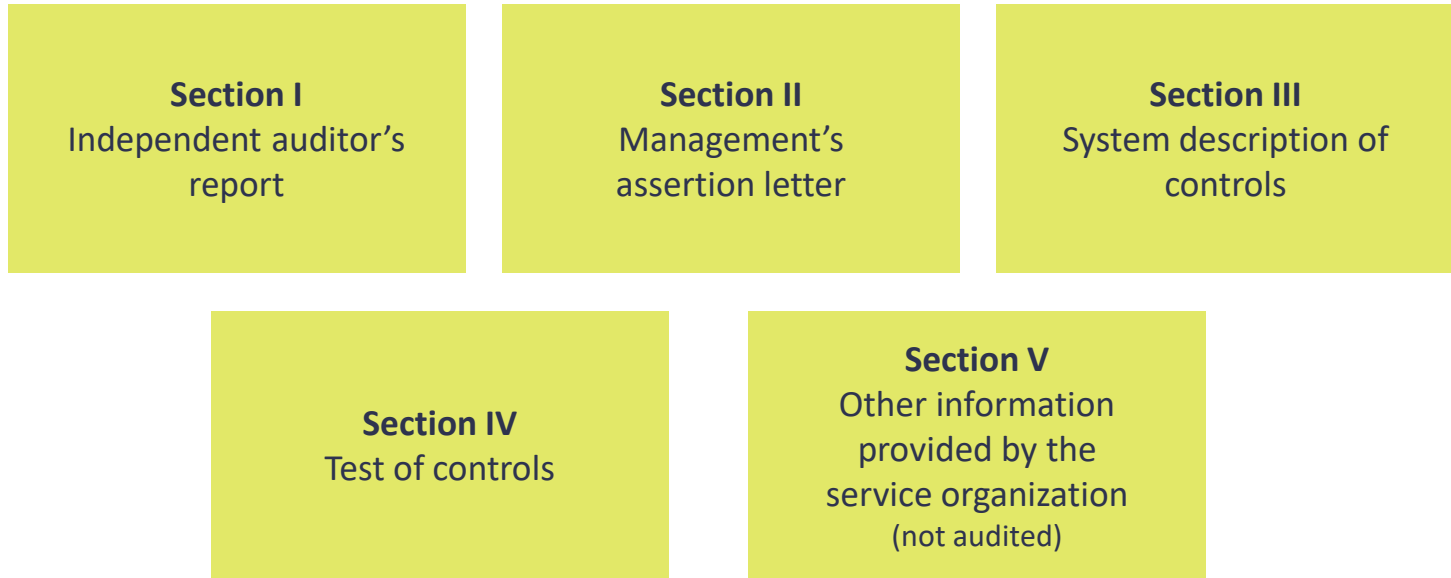 Section I
Independent auditor’s
report
Section II
Management’s
assertion letter
Section III
System description of
controls
Section IV
Test of controls
Section V
Other information
provided by the
service organization
(not audited)